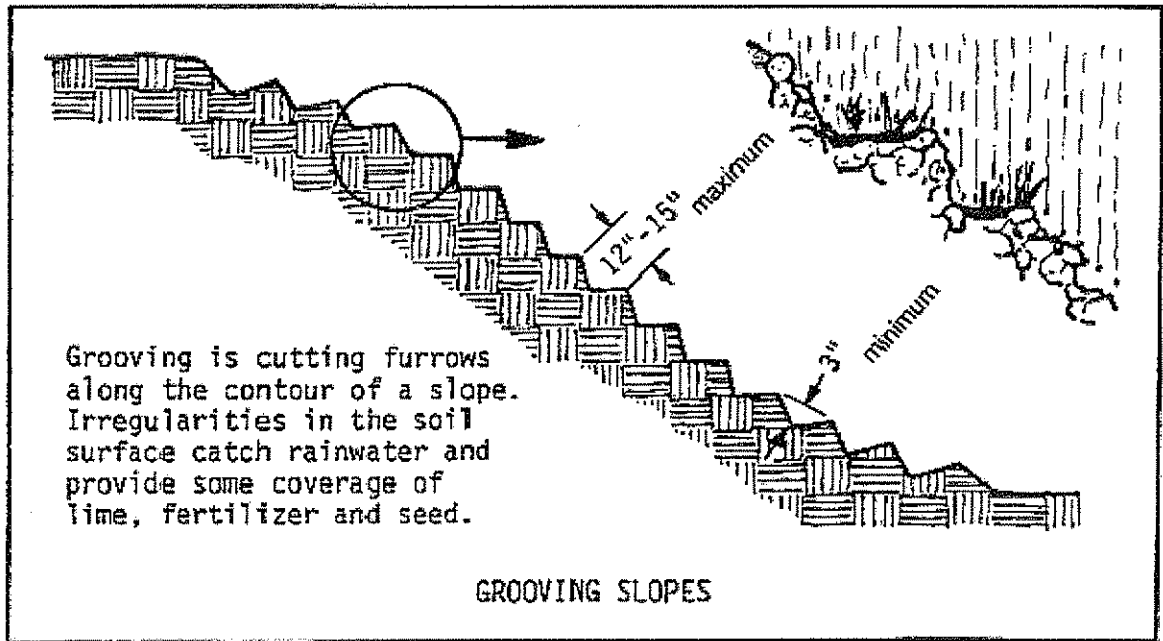 12"-15"
maximum
3"
minimum
Grooving is cutting furrows
along the contour of a slope.
Irregularities in the soil
surface catch rainwater and
provide some coverage of
lime, fertilizer and seed.
GROOVING SLOPES